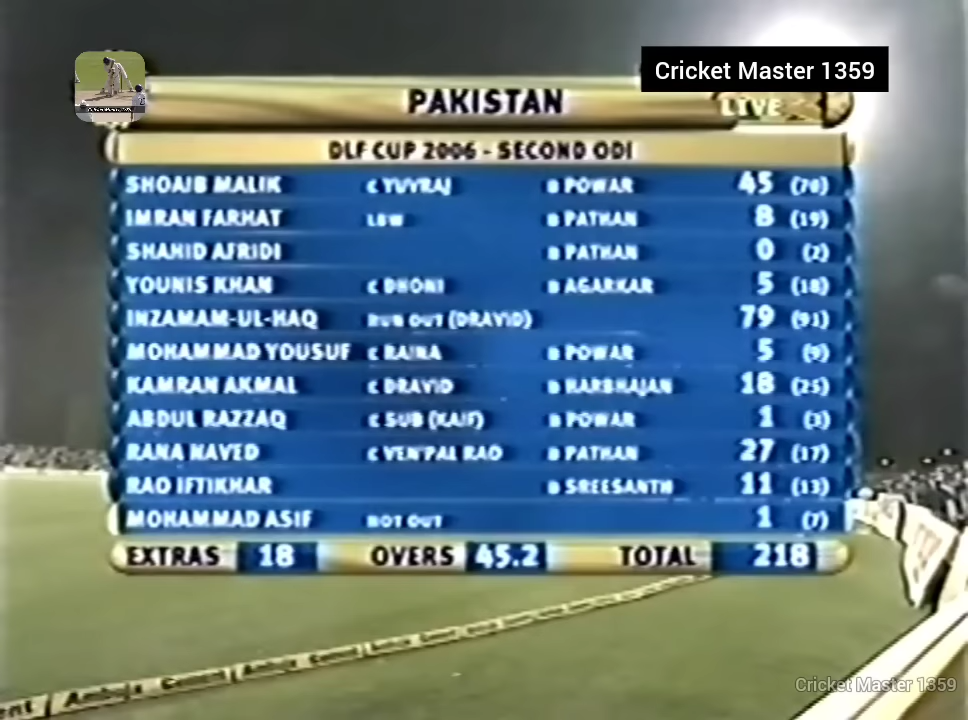 Cricket Master 1359
PAKISTAN
LIVE
DLF CUP 2006 - SECOND ODI
SHOAIB MALIK C YUVRAJ B POWAR 45 (70)
IMRAN FARHAT LBW B PATHAN 8 (19)
SHAHID AFRIDI B PATHAN 0 (2)
YOUNIS KHAN C DHONI B AGARKAR 5 (18)
INZAMAM-UL-HAQ RUN OUT (DRAVID) 79 (91)
MOHAMMAD YOUSUF C RAINA B POWAR 5 (9)
KAMRAN AKMAL C DRAVID B HARBHAJAN 18 (25)
ABDUL RAZZAQ C SUB (KAIF) B POWAR 1 (3)
RANA NAVED C VEN'PAL RAO B PATHAN 27 (17)
RAO IFTIKHAR B SREESANTH 11 (13)
MOHAMMAD ASIF NOT OUT 1 (7)
EXTRAS 18 OVERS 45.2 TOTAL 218
Ambuja Cement Ambuja Cement
Cricket Master 1359